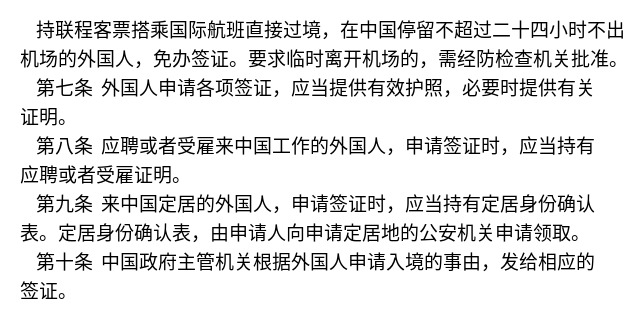 持联程客票搭乘国际航班直接过境，在中国停留不超过二十四小时不出
机场的外国人，免办签证。要求临时离开机场的，需经防检查机关批准。
第七条 外国人申请各项签证，应当提供有效护照，必要时提供有关
证明。
第八条 应聘或者受雇来中国工作的外国人，申请签证时，应当持有
应聘或者受雇证明。
第九条 来中国定居的外国人，申请签证时，应当持有定居身份确认
表。定居身份确认表，由申请人向申请定居地的公安机关申请领取。
第十条 中国政府主管机关根据外国人申请入境的事由，发给相应的
签证。